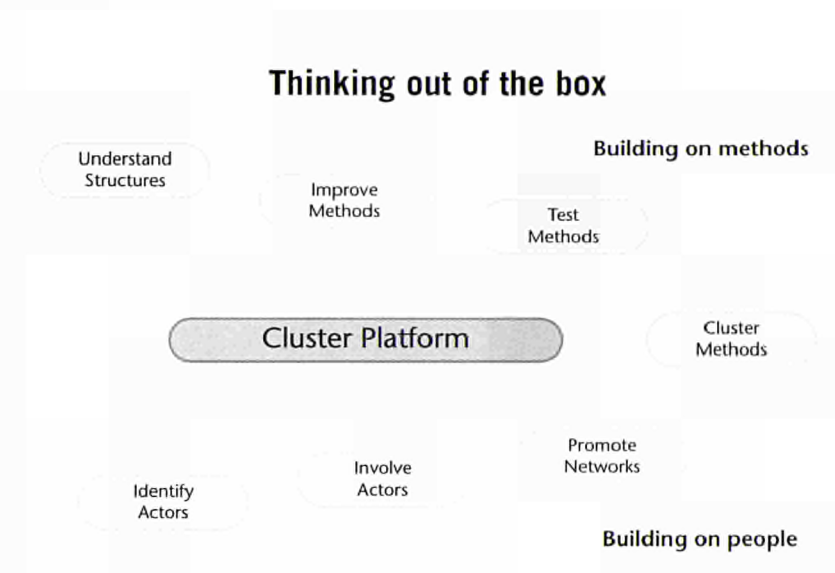 Thinking out of the box
Building on methods
Understand
Structures
Improve
Methods
Test
Methods
Cluster Platform
Cluster
Methods
Promote
Networks
Involve
Actors
Identify
Actors
Building on people